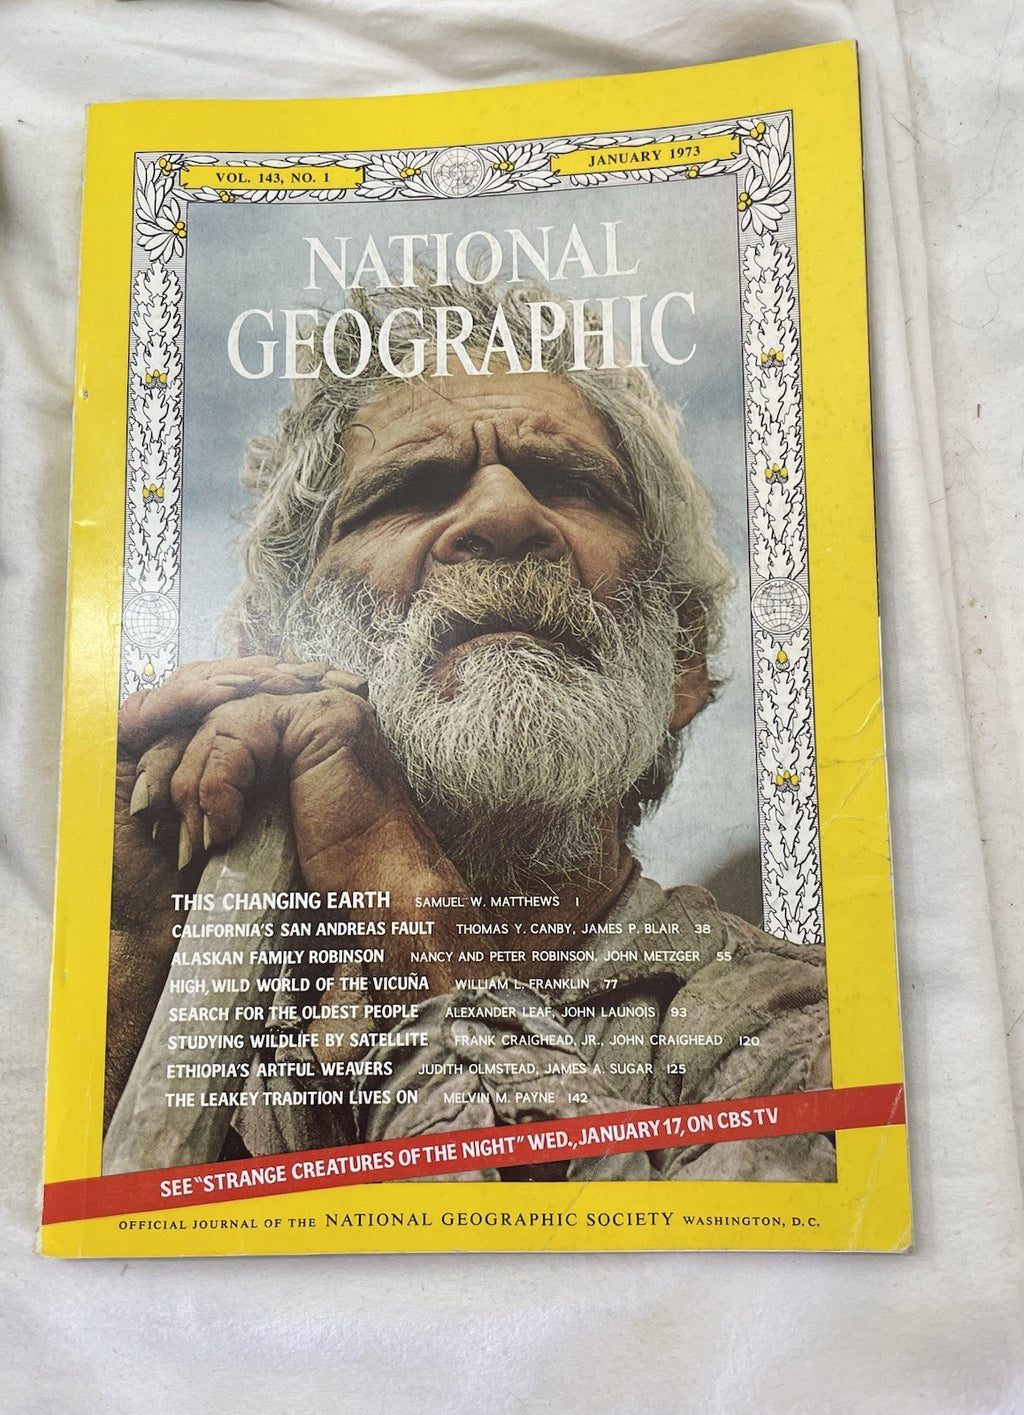 VOL. 143, NO. 1
JANUARY 1973
NATIONAL
GEOGRAPHIC
THIS CHANGING EARTH SAMUEL W. MATTHEWS 1
CALIFORNIA'S SAN ANDREAS FAULT THOMAS Y. CANBY, JAMES P. BLAIR 38
ALASKAN FAMILY ROBINSON NANCY AND PETER ROBINSON, JOHN METZGER 55
HIGH, WILD WORLD OF THE VICUÑA WILLIAM L. FRANKLIN 77
SEARCH FOR THE OLDEST PEOPLE ALEXANDER LEAF, JOHN LAUNOIS 93
STUDYING WILDLIFE BY SATELLITE FRANK CRAIGHEAD, JR., JOHN CRAIGHEAD 120
ETHIOPIA'S ARTFUL WEAVERS JUDITH OLMSTEAD, JAMES A. SUGAR 125
THE LEAKEY TRADITION LIVES ON MELVIN M. PAYNE 142
SEE "STRANGE CREATURES OF THE NIGHT" WED., JANUARY 17, ON CBS TV
OFFICIAL JOURNAL OF THE NATIONAL GEOGRAPHIC SOCIETY WASHINGTON, D.C.